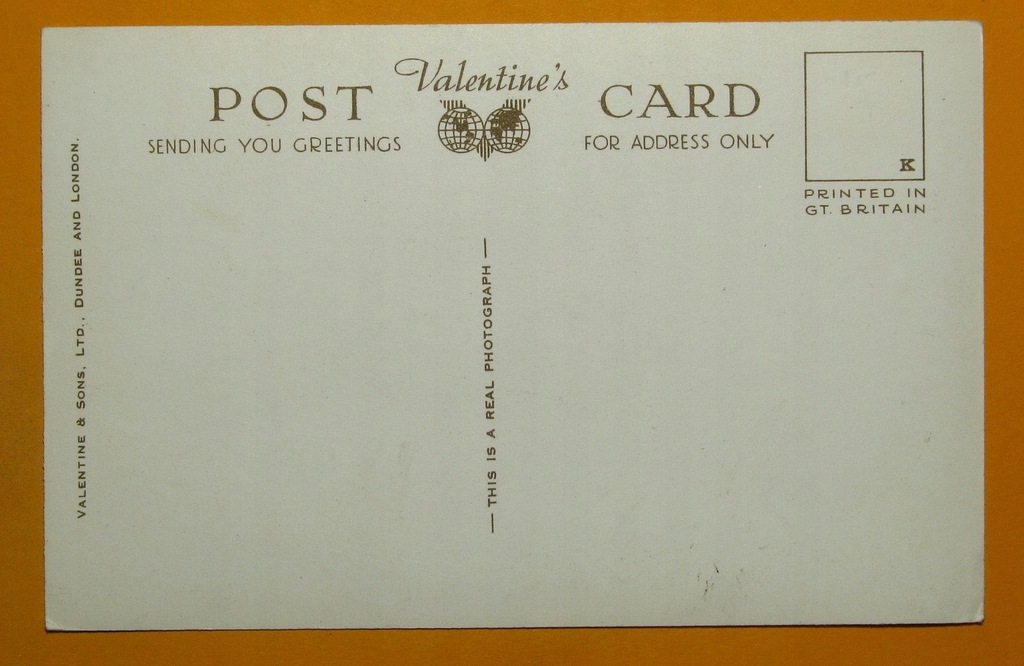 Valentine's
POST CARD
SENDING YOU GREETINGS
FOR ADDRESS ONLY
K
PRINTED IN
GT. BRITAIN
VALENTINE & SONS, LTD., DUNDEE AND LONDON.
— THIS IS A REAL PHOTOGRAPH —